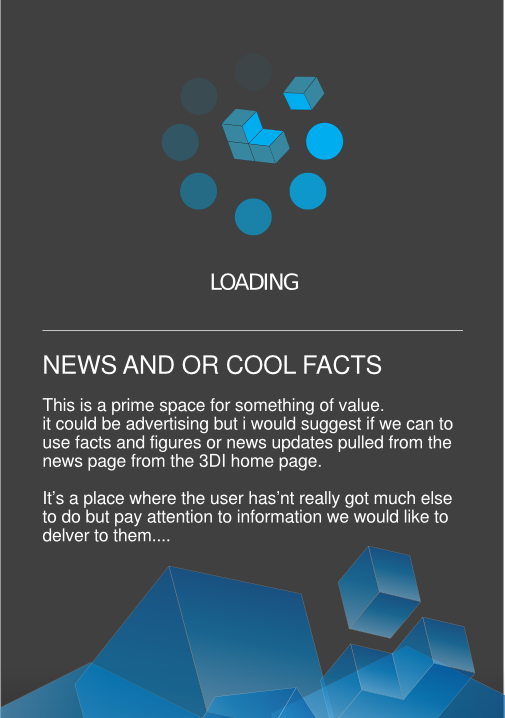 LOADING
NEWS AND OR COOL FACTS
This is a prime space for something of value.
it could be advertising but i would suggest if we can to
use facts and figures or news updates pulled from the
news page from the 3DI home page.
It's a place where the user has'nt really got much else
to do but pay attention to information we would like to
delver to them....